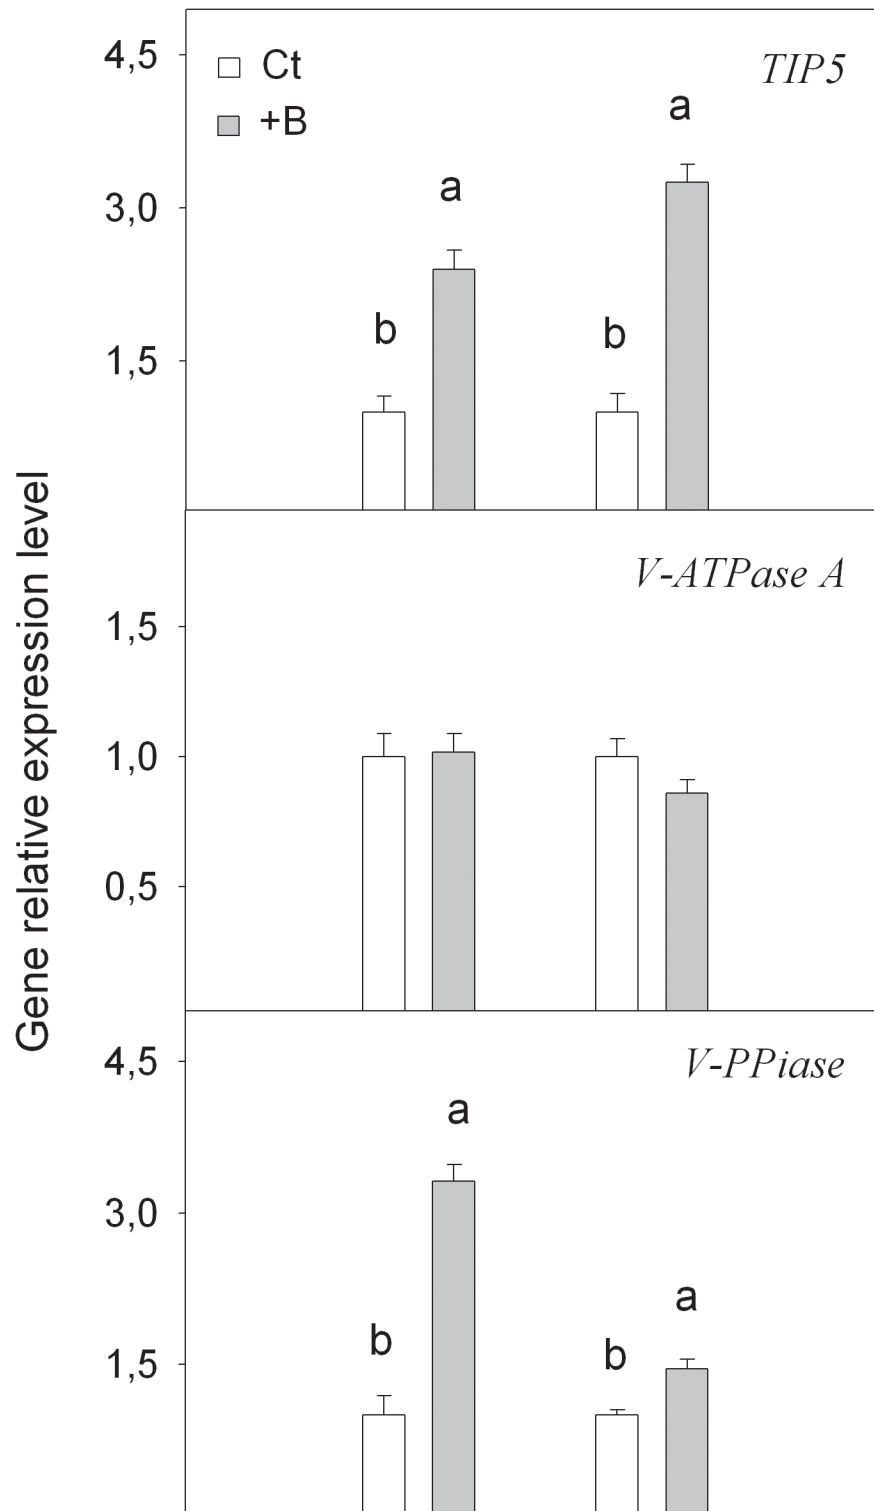 Gene relative expression level
4,5
3,0
1,5
Ct
+B
TIP5
b
a
b
a
V-ATPase A
1,5
1,0
0,5
V-PPiase
4,5
3,0
1,5
b
a
b
a